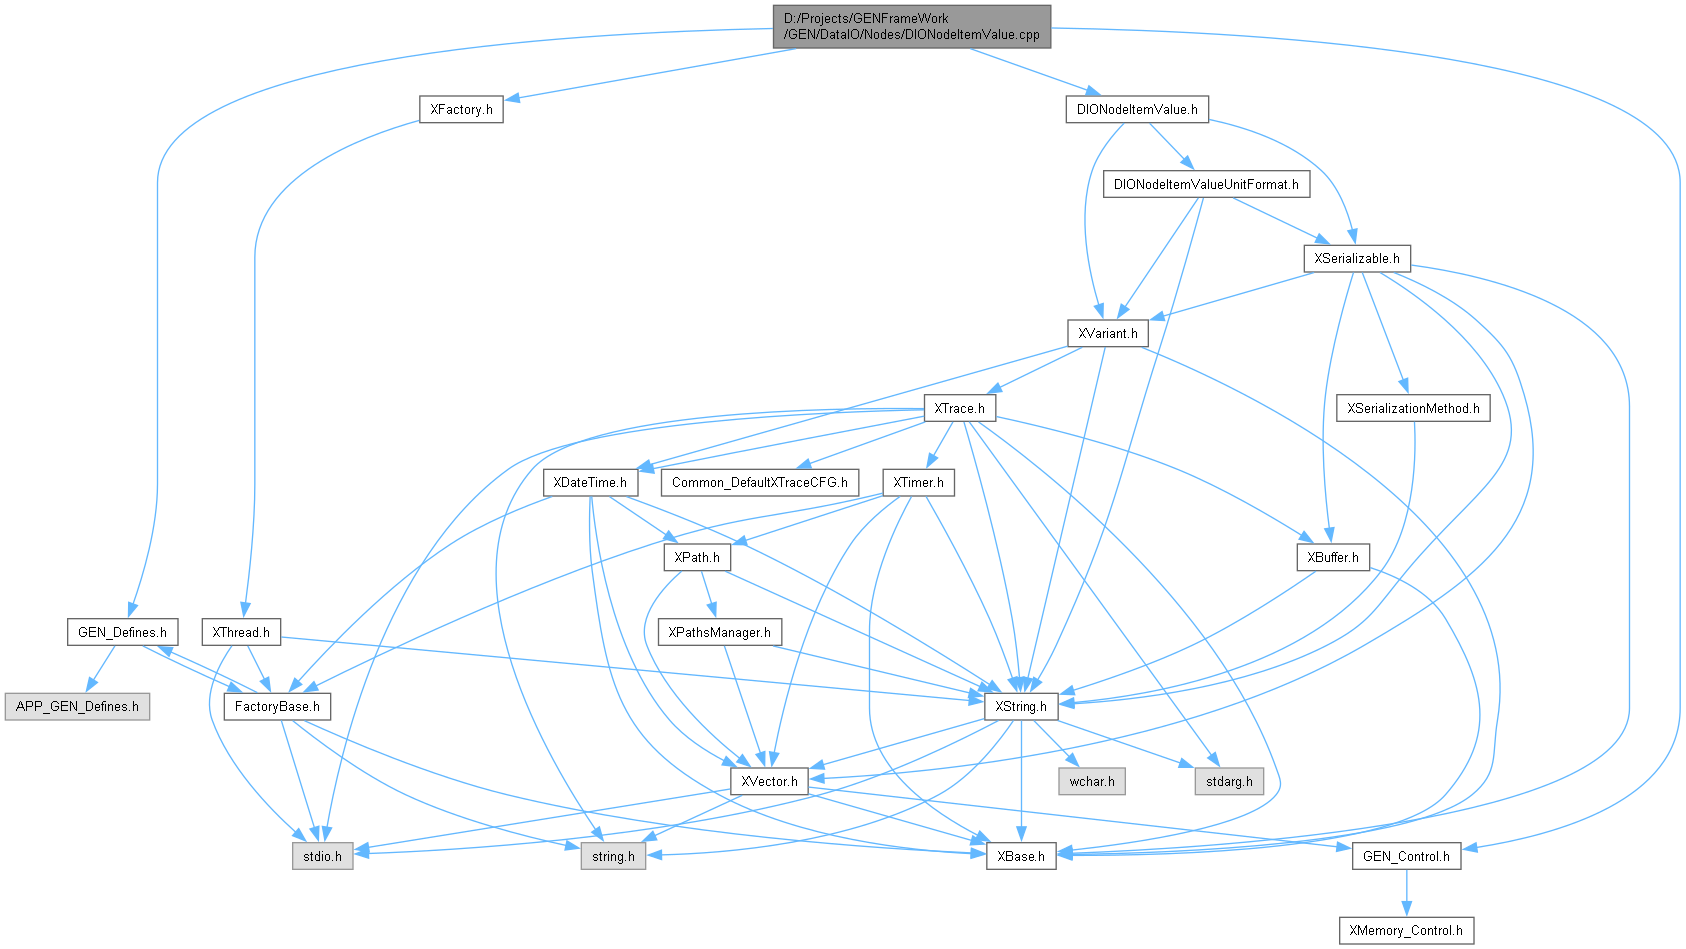 D:/Projects/GENFrameWork
/GEN/DataIO/Nodes/DIONodeItemValue.cpp
XFactory.h
DIONodeItemValue.h
DIONodeItemValueUnitFormat.h
XSerializable.h
XVariant.h
XTrace.h
XSerializationMethod.h
XDateTime.h
Common_DefaultXTraceCFG.h
XTimer.h
XPath.h
XBuffer.h
GEN_Defines.h
XThread.h
XPathsManager.h
APP_GEN_Defines.h
FactoryBase.h
XString.h
XVector.h
wchar.h
stdarg.h
stdio.h
string.h
XBase.h
GEN_Control.h
XMemory_Control.h